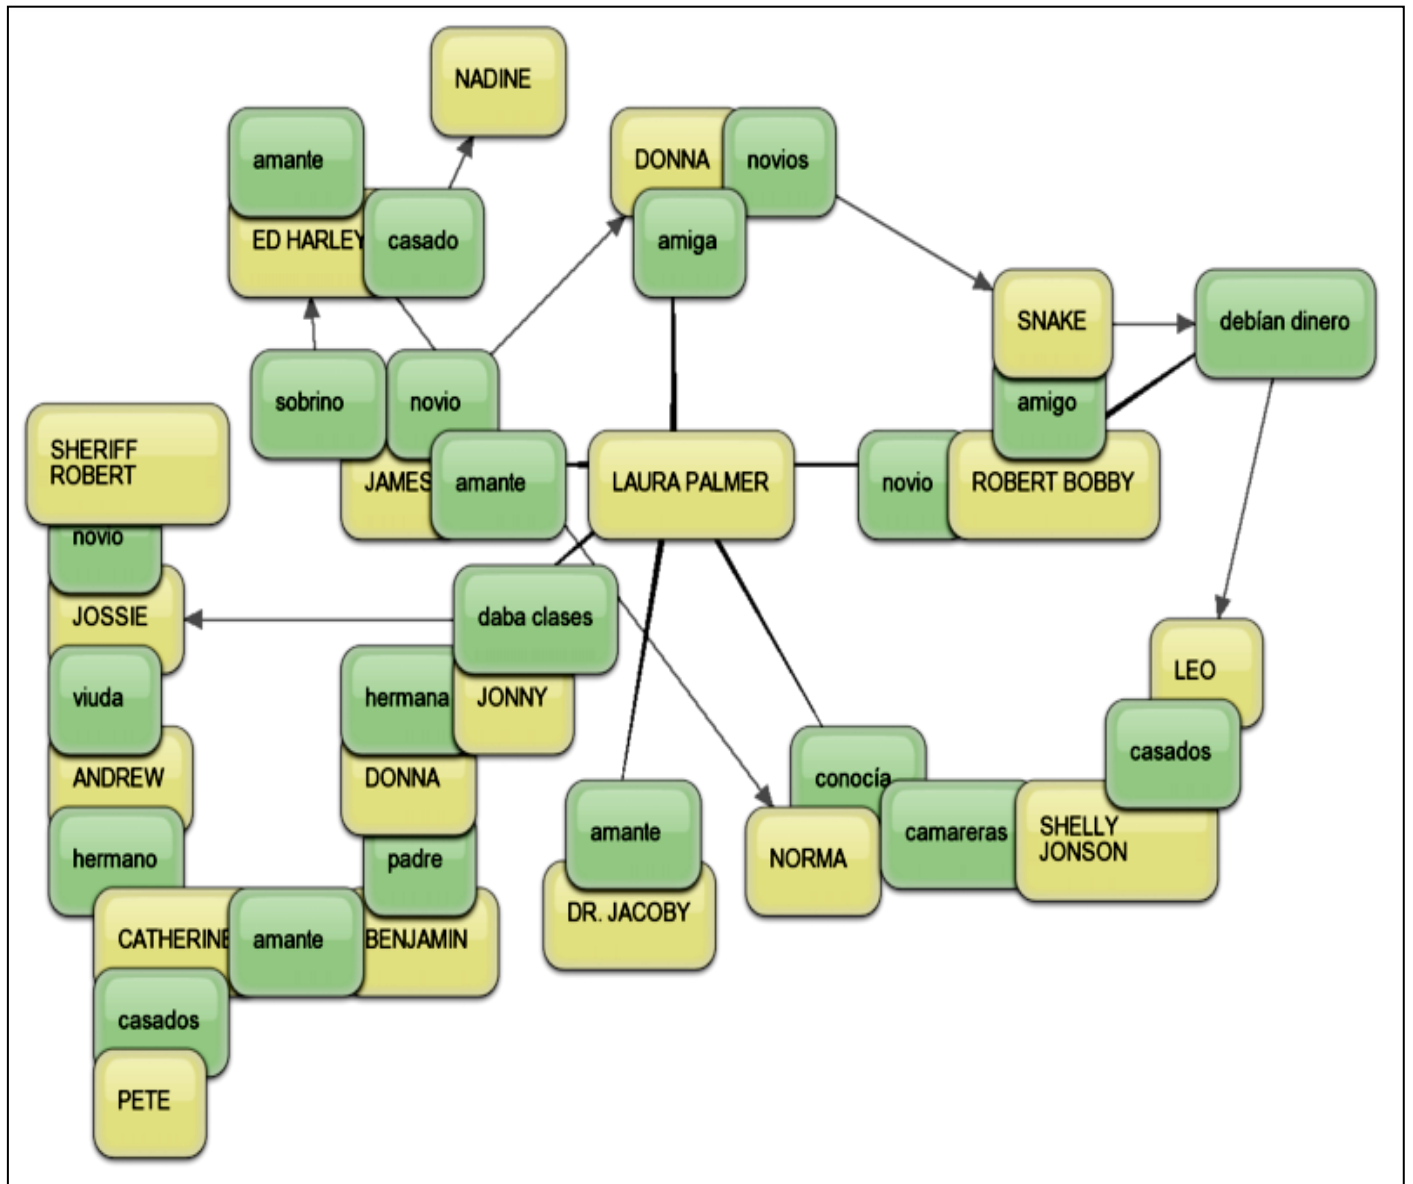 NADINE
amante
DONNA
novios
ED HARLEY
casado
amiga
SNAKE
debían dinero
sobrino
novio
amigo
SHERIFF
ROBERT
JAMES
amante
LAURA PALMER
novio
ROBERT BOBBY
novio
JOSSIE
daba clases
LEO
viuda
hermana
JONNY
casados
ANDREW
DONNA
conocía
amante
camareras
SHELLY
JONSON
hermano
padre
NORMA
DR. JACOBY
CATHERINE
amante
BENJAMIN
casados
PETE